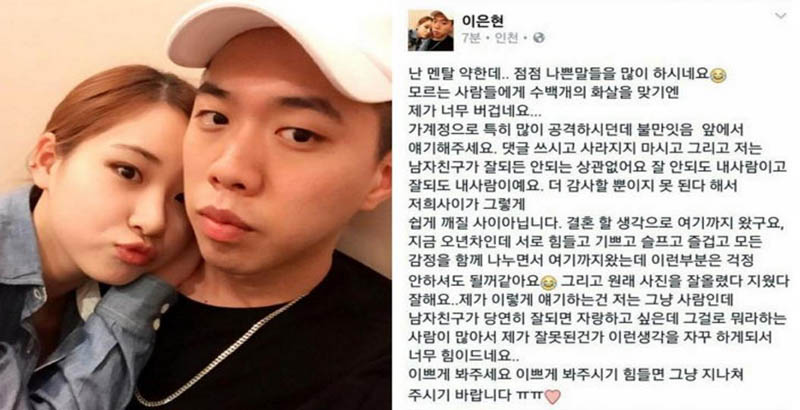 이은현
7분 · 인천 ·
난 멘탈 약한데.. 점점 나쁜말들을 많이 하시네요😂
모르는 사람들에게 수백개의 화살을 맞기엔
제가 너무 버겁네요...
가계정으로 특히 많이 공격하시던데 불만잇음 앞에서
얘기해주세요. 댓글 쓰시고 사라지지 마시고 그리고 저는
남자친구가 잘되든 안되는 상관없어요 잘 안되도 내사람이고
잘되도 내사람이예요. 더 감사할 뿐이지 못 된다 해서
저희사이가 그렇게
쉽게 깨질 사이아닙니다. 결혼 할 생각으로 여기까지 왔구요,
지금 오년차인데 서로 힘들고 기쁘고 슬프고 즐겁고 모든
감정을 함께 나누면서 여기까지왔는데 이런부분은 걱정
안하셔도 될꺼같아요😂 그리고 원래 사진을 잘올렸다 지웠다
잘해요..제가 이렇게 얘기하는건 저는 그냥 사람인데
남자친구가 당연히 잘되면 자랑하고 싶은데 그걸로 뭐라하는
사람이 많아서 제가 잘못된건가 이런생각을 자꾸 하게되서
너무 힘이드네요..
이쁘게 봐주세요 이쁘게 봐주시기 힘들면 그냥 지나쳐
주시기 바랍니다 ㅠㅠ💗